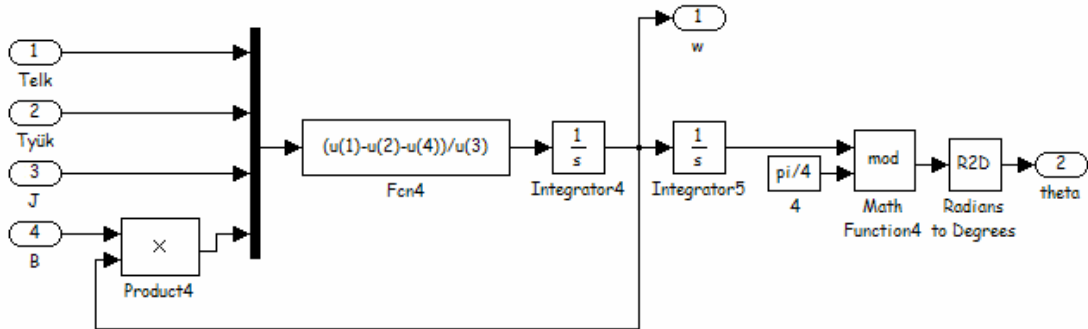 1
Telk
2
Tyük
3
J
4
B
×
Product4
(u(1)-u(2)-u(4))/u(3)
Fcn4
1
s
Integrator4
1
w
1
s
Integrator5
pi/4
4
mod
Math
Function4
R2D
Radians
to Degrees
2
theta